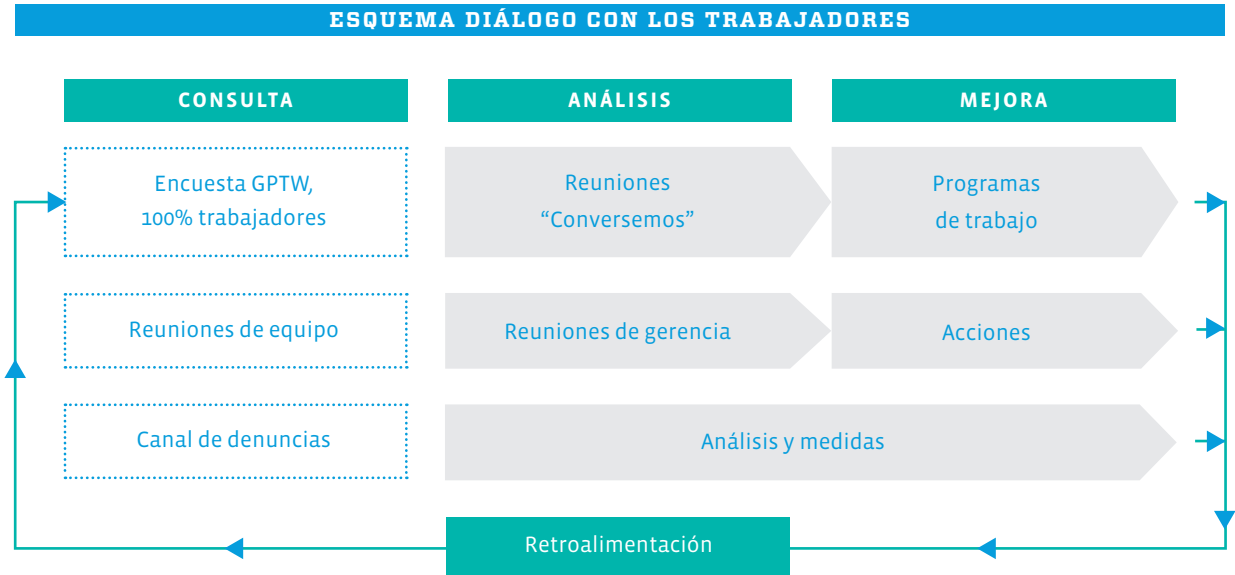 ESQUEMA DIÁLOGO CON LOS TRABAJADORES
CONSULTA
ANÁLISIS
MEJORA
Encuesta GPTW,
100% trabajadores
Reuniones
“Conversemos”
Programas
de trabajo
Reuniones de equipo
Reuniones de gerencia
Acciones
Canal de denuncias
Análisis y medidas
Retroalimentación